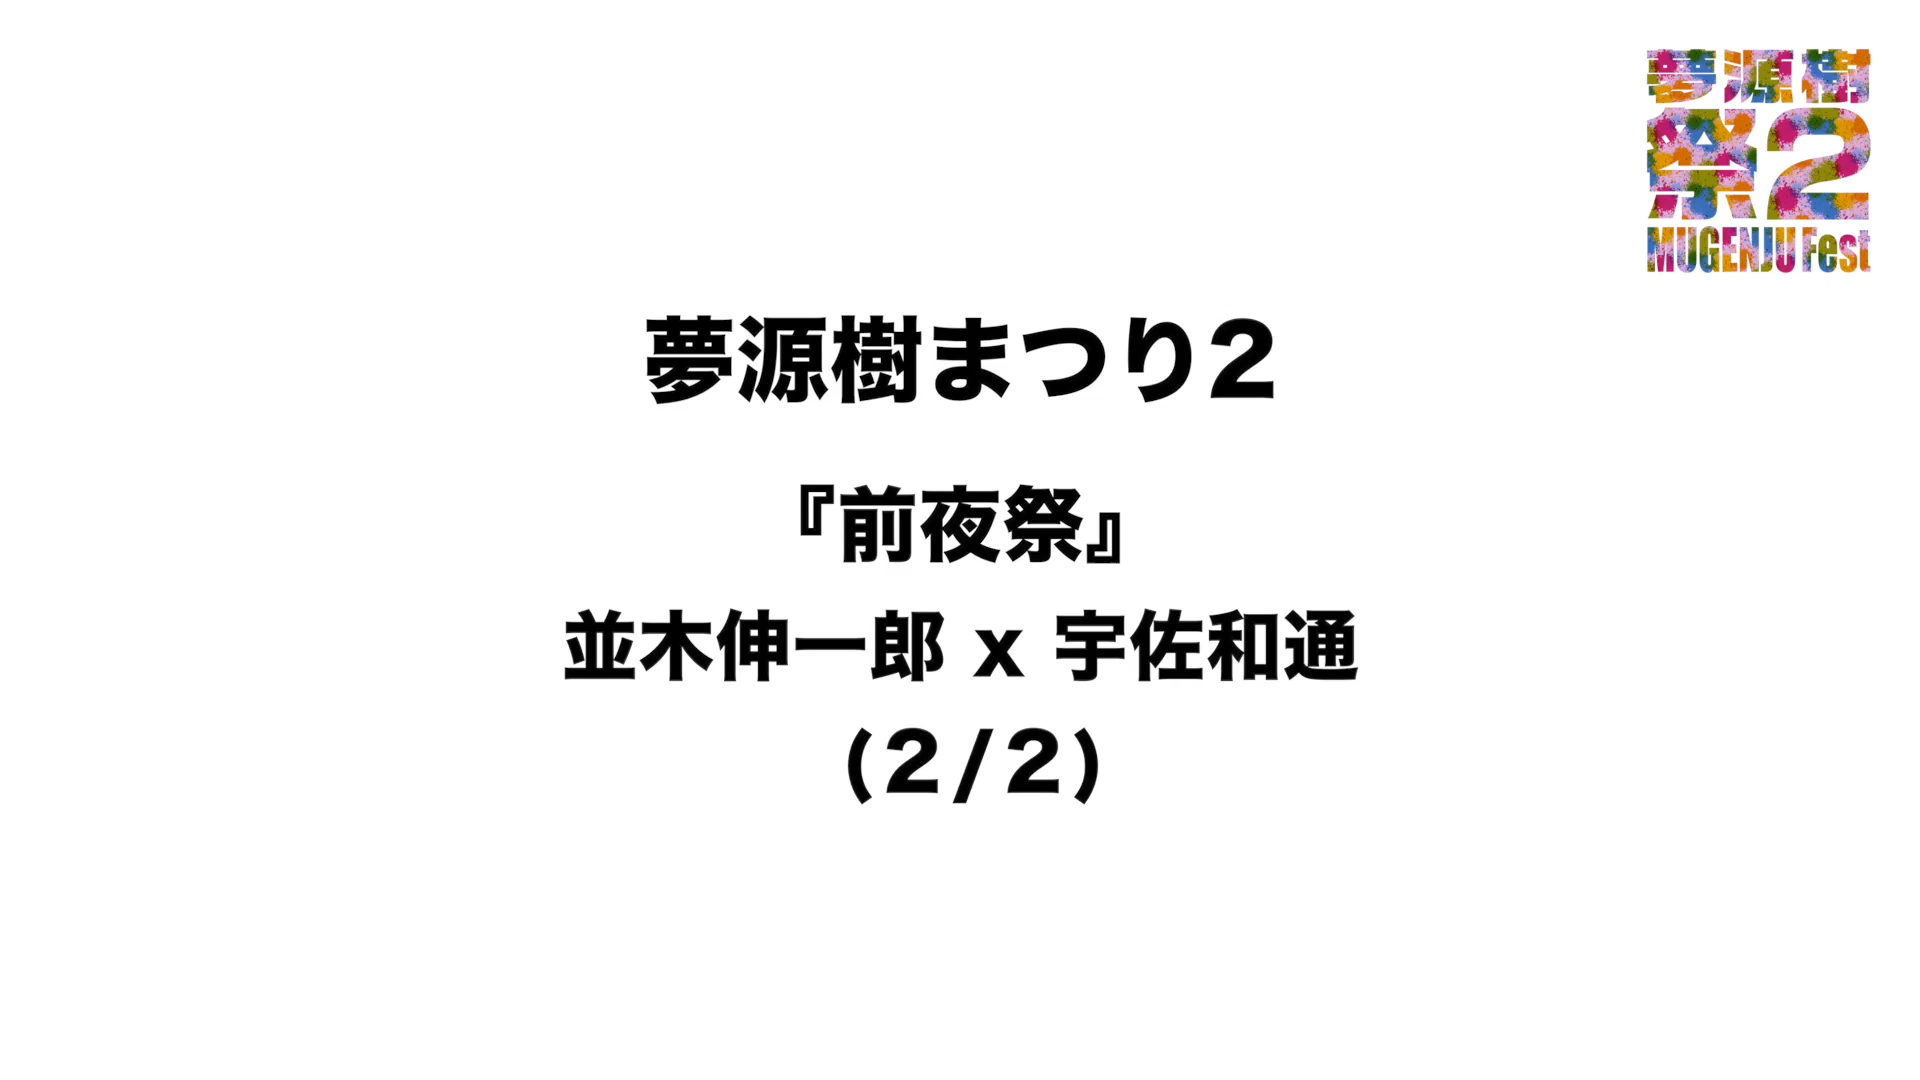 夢源樹
祭2
MUGENJU Fest
夢源樹まつり2
『前夜祭』
並木伸一郎 x 宇佐和通
(2/2)